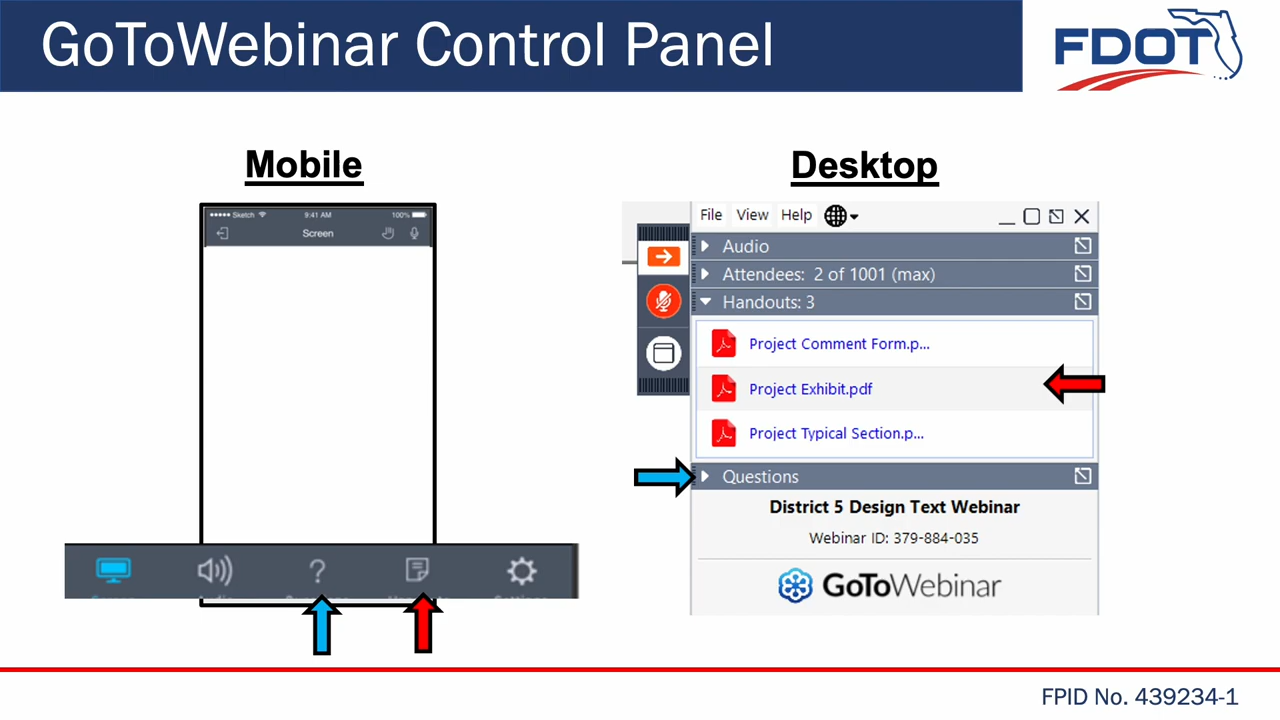 GoToWebinar Control Panel
FDOT
Mobile
Desktop
Sketch 9:41 AM 100%
Screen
File View Help
Audio
Attendees: 2 of 1001 (max)
Handouts: 3
Project Comment Form.p...
Project Exhibit.pdf
Project Typical Section.p...
Questions
District 5 Design Text Webinar
Webinar ID: 379-884-035
GoToWebinar
FPID No. 439234-1